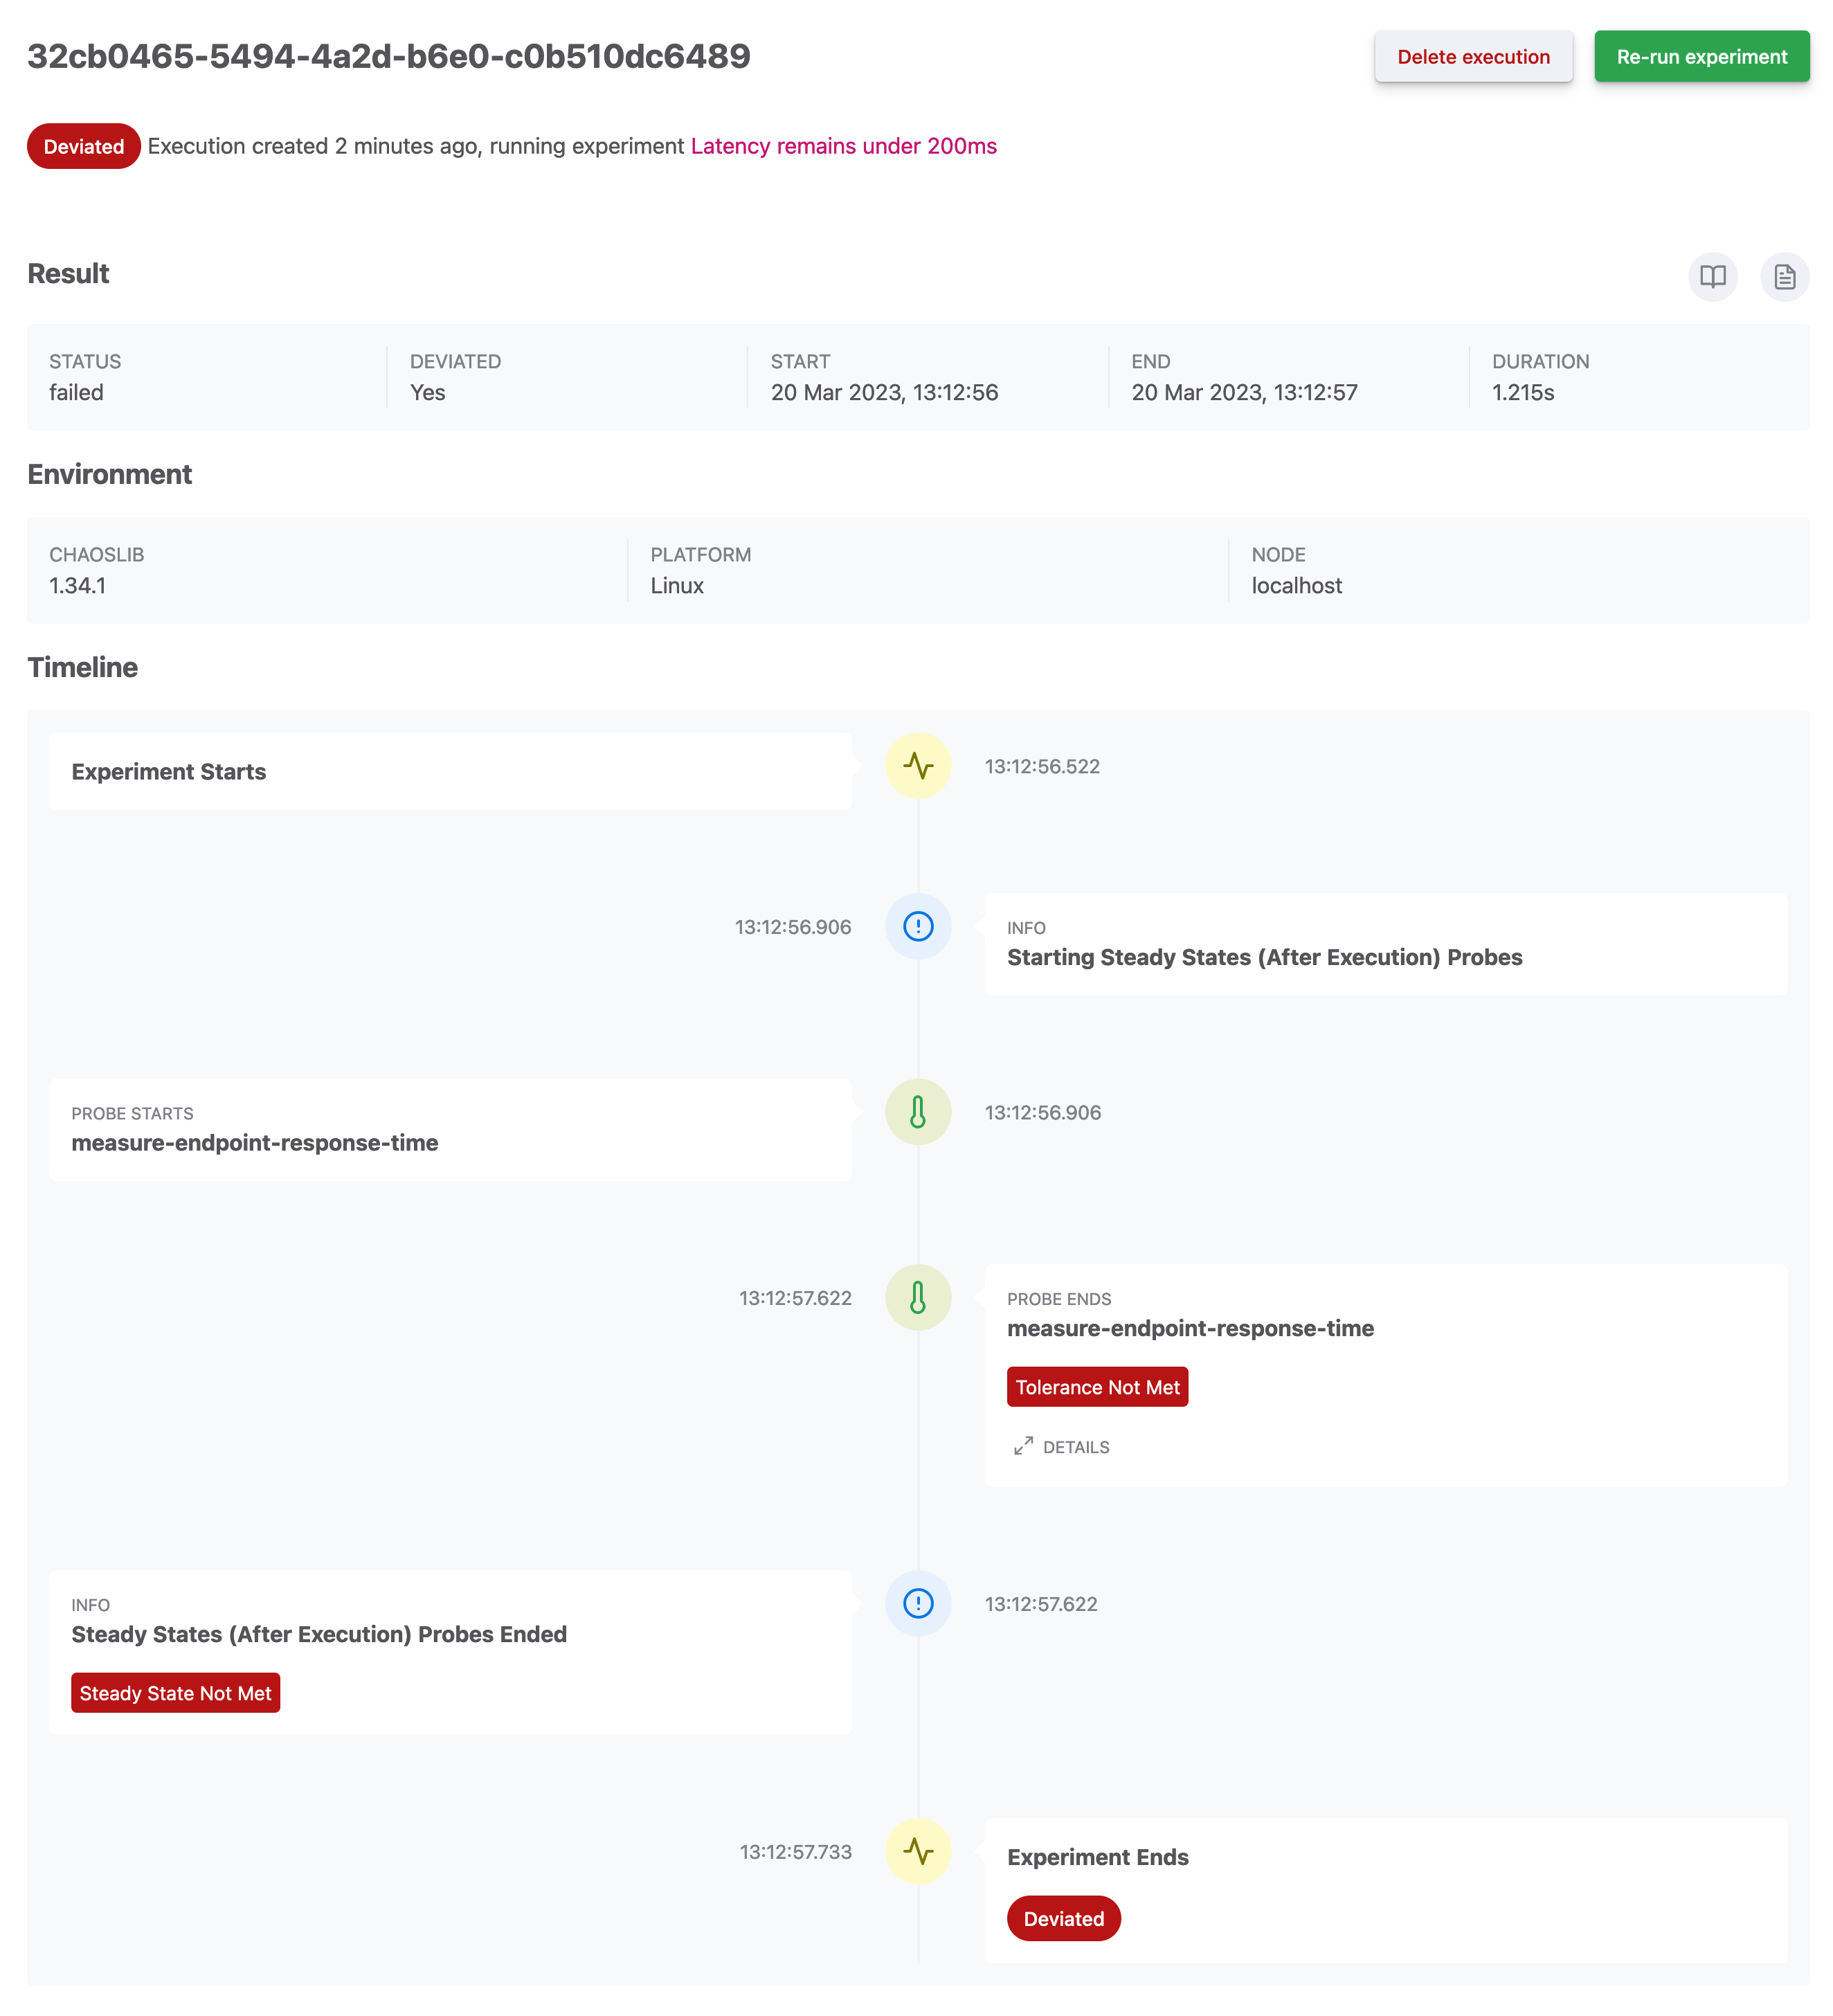 32cb0465-5494-4a2d-b6e0-c0b510dc6489
Delete execution
Re-run experiment
Deviated Execution created 2 minutes ago, running experiment Latency remains under 200ms
Result
STATUS
failed
DEVIATED
Yes
START
20 Mar 2023, 13:12:56
END
20 Mar 2023, 13:12:57
DURATION
1.215s
Environment
CHAOSLIB
1.34.1
PLATFORM
Linux
NODE
localhost
Timeline
Experiment Starts
13:12:56.522
13:12:56.906
INFO
Starting Steady States (After Execution) Probes
PROBE STARTS
measure-endpoint-response-time
13:12:56.906
13:12:57.622
PROBE ENDS
measure-endpoint-response-time
Tolerance Not Met
DETAILS
INFO
Steady States (After Execution) Probes Ended
Steady State Not Met
13:12:57.622
13:12:57.733
Experiment Ends
Deviated